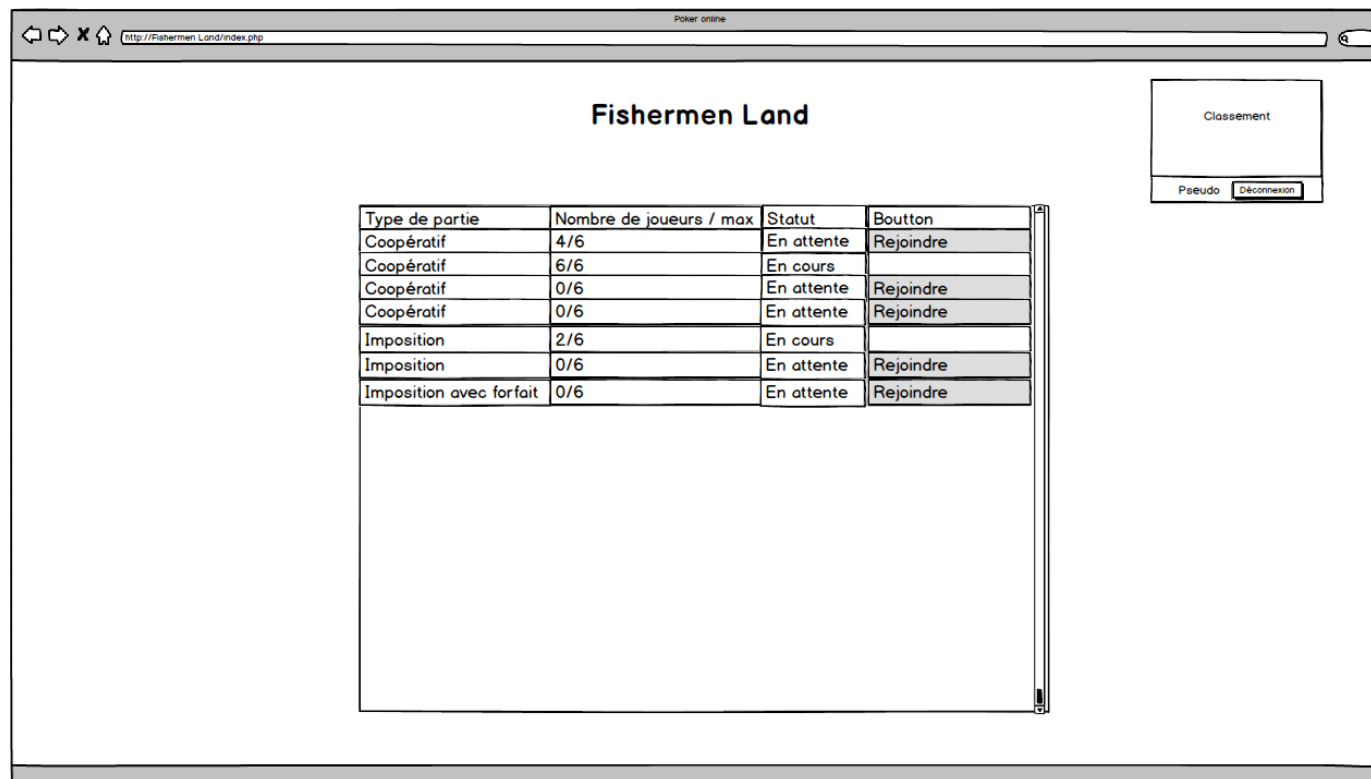 Poker online
http://Fishermen Land/index.php
Fishermen Land
Classement
Pseudo Déconnexion
Type de partie Nombre de joueurs / max Statut Boutton
Coopératif 4/6 En attente Rejoindre
Coopératif 6/6 En cours
Coopératif 0/6 En attente Rejoindre
Coopératif 0/6 En attente Rejoindre
Imposition 2/6 En cours
Imposition 0/6 En attente Rejoindre
Imposition avec forfait 0/6 En attente Rejoindre